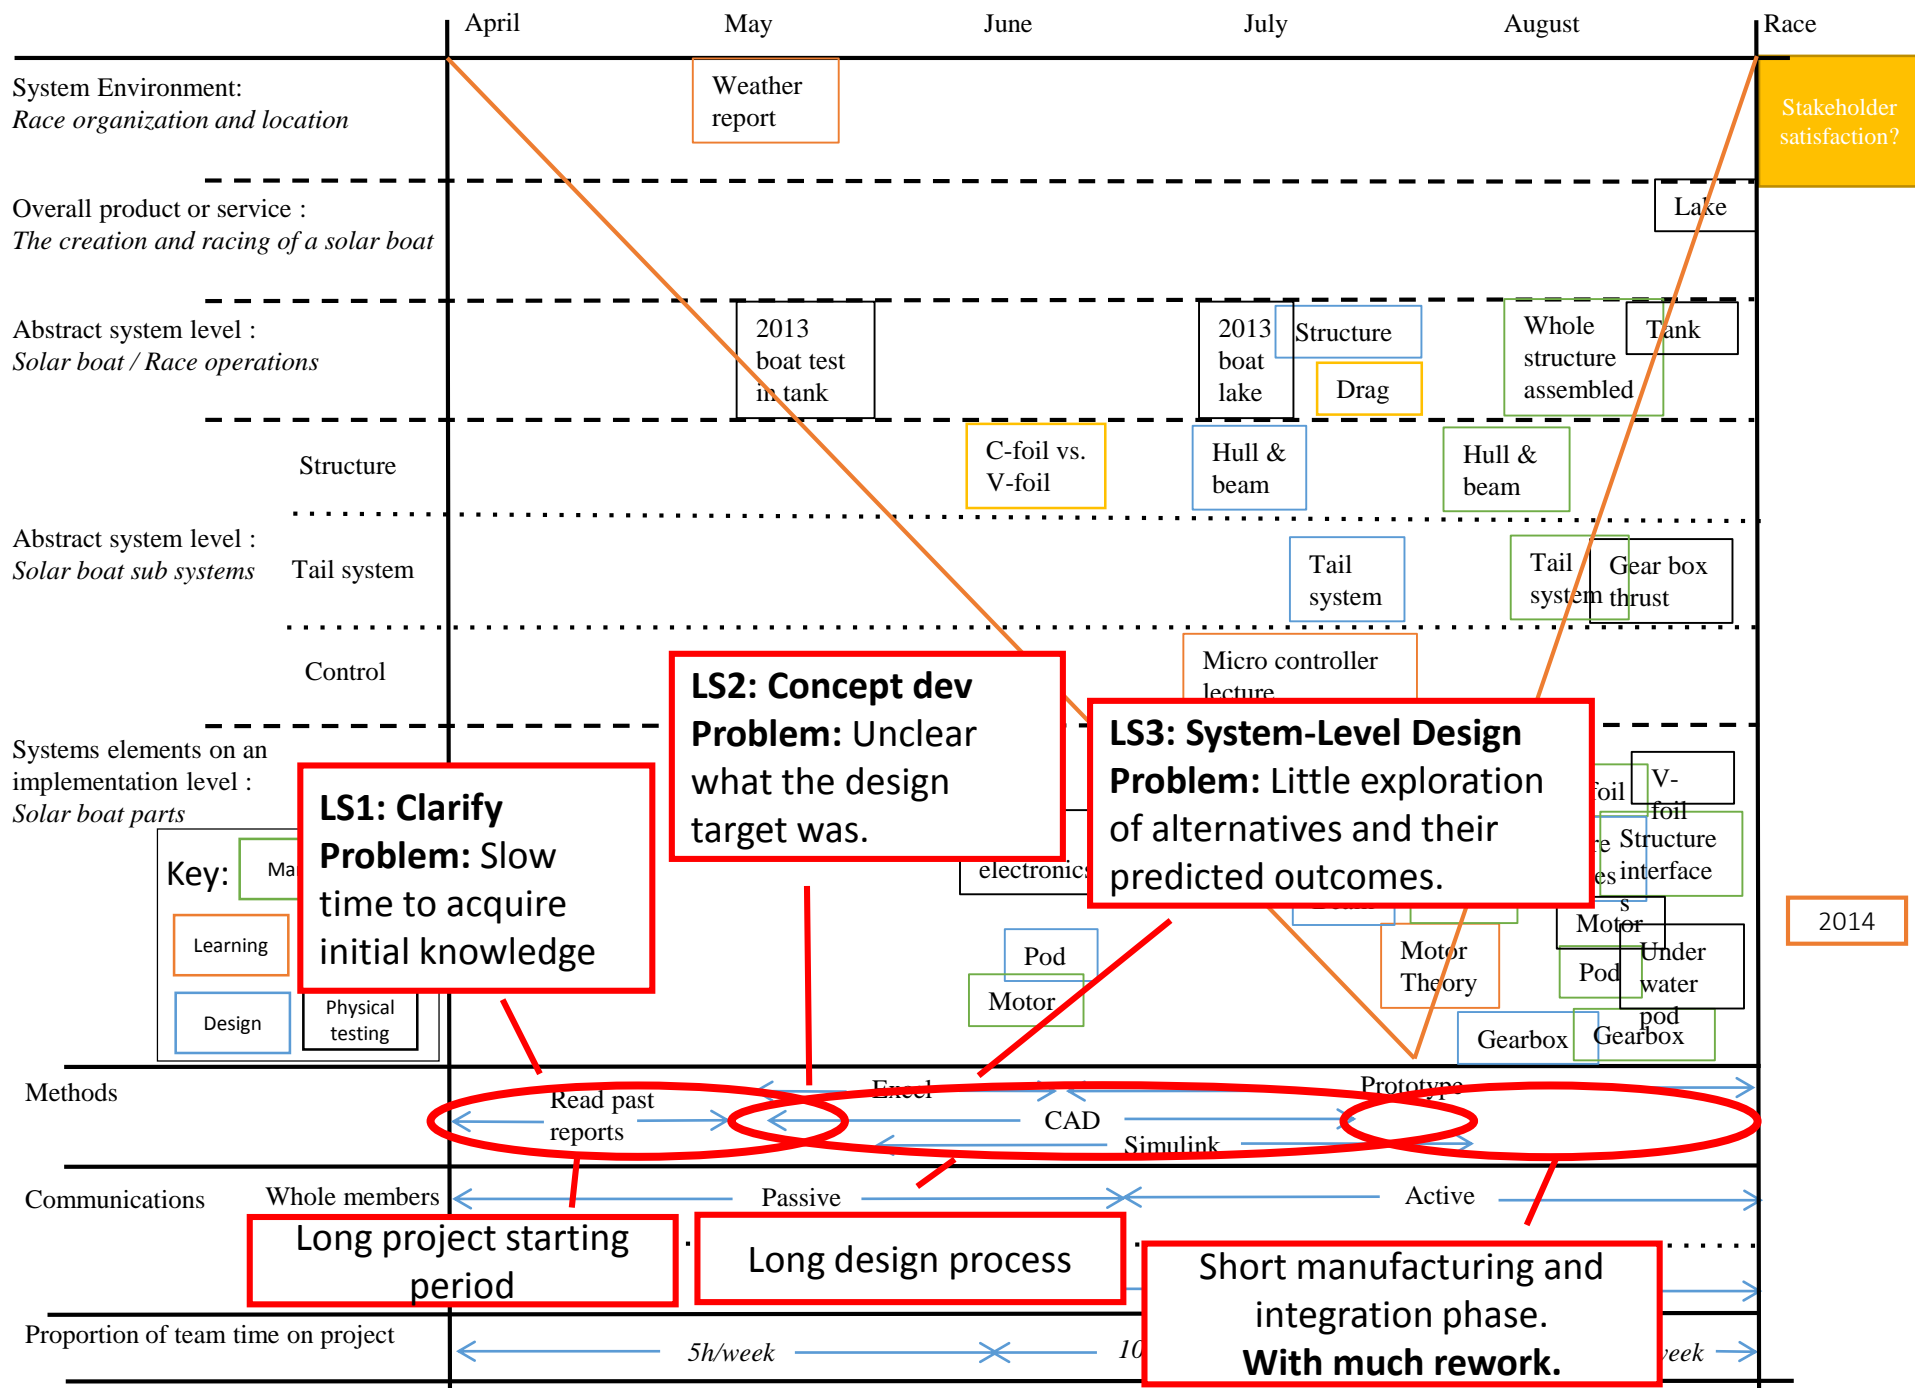 April May June July August Race
System Environment:
Race organization and location
Weather
report
Stakeholder
satisfaction?
Overall product or service :
The creation and racing of a solar boat
Lake
Abstract system level :
Solar boat / Race operations
2013
boat test
in tank
2013
boat
lake
Structure
Drag
Whole
structure
assembled
Tank
Structure
C-foil vs.
V-foil
Hull &
beam
Hull &
beam
Abstract system level :
Solar boat sub systems
Tail system
Tail
system
Tail
system
Gear box
thrust
Control
Micro controller
lecture
LS2: Concept dev
Problem: Unclear
what the design
target was.
LS3: System-Level Design
Problem: Little exploration
of alternatives and their
predicted outcomes.
Systems elements on an
implementation level :
Solar boat parts
LS1: Clarify
Problem: Slow
time to acquire
initial knowledge
foil
V-
foil
Structure
interface
electronics
Motor
2014
Key:
Learning
Design
Physical
testing
Pod
Motor
Motor
Theory
Pod
Under
water
pod
Gearbox
Gearbox
Methods
Read past
reports
Excel
CAD
Simulink
Prototype
Communications
Whole members
Passive
Active
Long project starting
period
Long design process
Short manufacturing and
integration phase.
With much rework.
Proportion of team time on project
5h/week
10
week